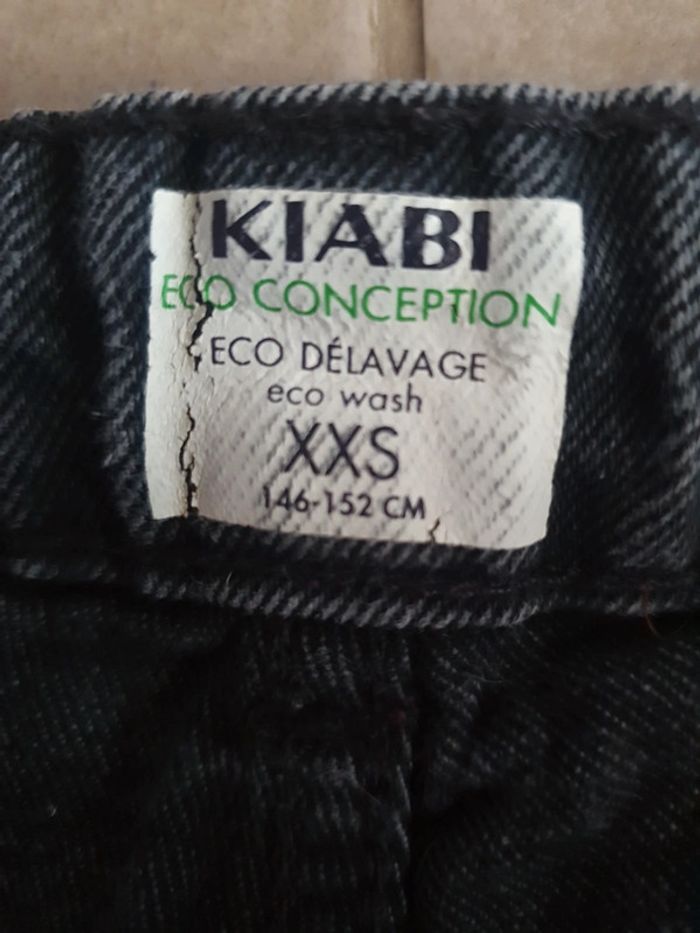 KIABI
ECO CONCEPTION
ECO DÉLAVAGE
eco wash
XXS
146-152 CM